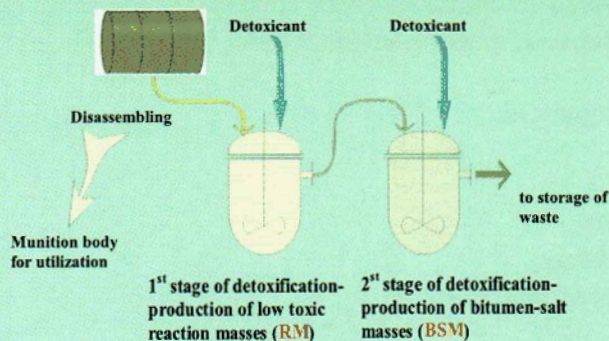 Detoxicant
Detoxicant
Disassembling
to storage of
waste
Munition body
for utilization
1st stage of detoxification-
production of low toxic
reaction masses (RM)
2st stage of detoxification-
production of bitumen-salt
masses (BSM)